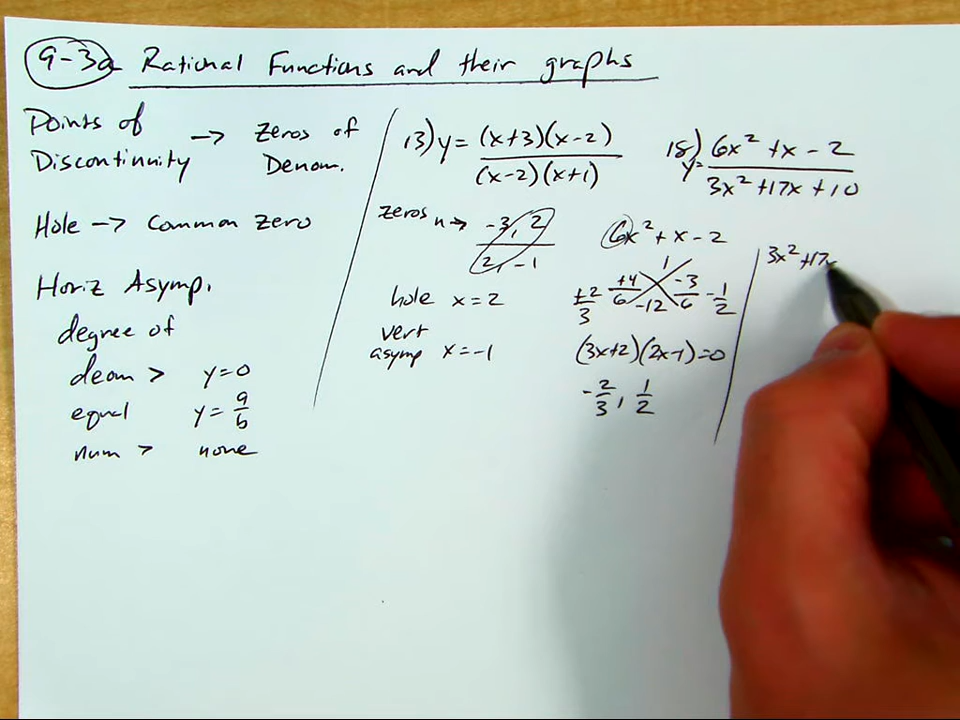 9-3a Rational Functions and their graphs
Points of Discontinuity → Zeros of Denom.
Hole → Common Zero
Horiz Asymp.
degree of
deom > y=0
equal y= a/b
num > none
13) y= (x+3)(x-2) / (x-2)(x+1)
zeros n→ -3, 2 / 2, -1
hole x=2
vert asymp x=-1
18) y= 6x² +x - 2 / 3x² +17x +10
6x² + x - 2
1
+2/3 +4/6 -12 -3/6 -1/2
(3x+2)(2x-1)=0
-2/3, 1/2
3x² +17x